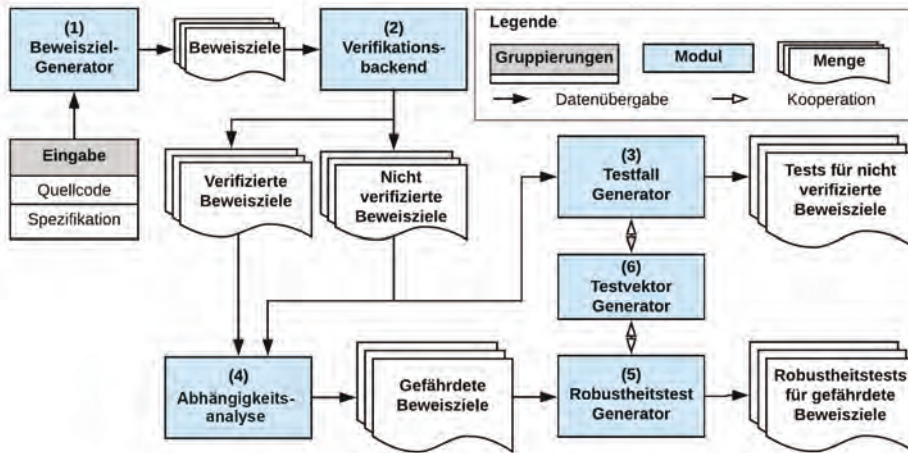 (1)
Beweisziel-
Generator
Beweisziele
(2)
Verifikations-
backend
Legende
Gruppierungen
Modul
Menge
Datenübergabe
Kooperation
Eingabe
Quellcode
Spezifikation
Verifizierte
Beweisziele
Nicht
verifizierte
Beweisziele
(3)
Testfall
Generator
Tests für nicht
verifizierte
Beweisziele
(6)
Testvektor
Generator
(4)
Abhängigkeits-
analyse
Gefährdete
Beweisziele
(5)
Robustheitstest
Generator
Robustheitstests
für gefährdete
Beweisziele